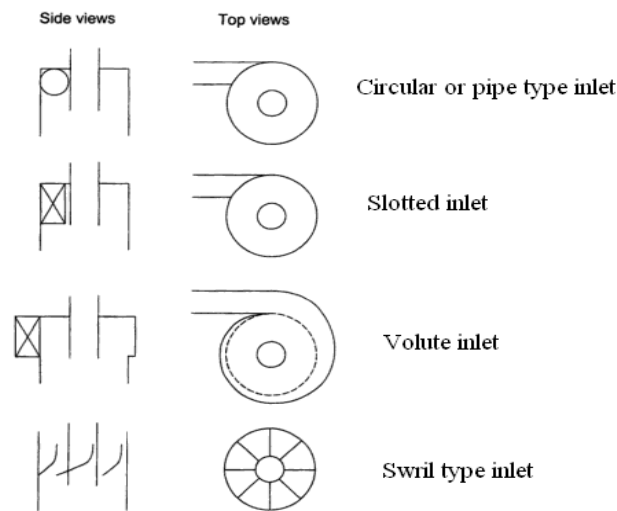 Side views Top views
Circular or pipe type inlet
Slotted inlet
Volute inlet
Swril type inlet